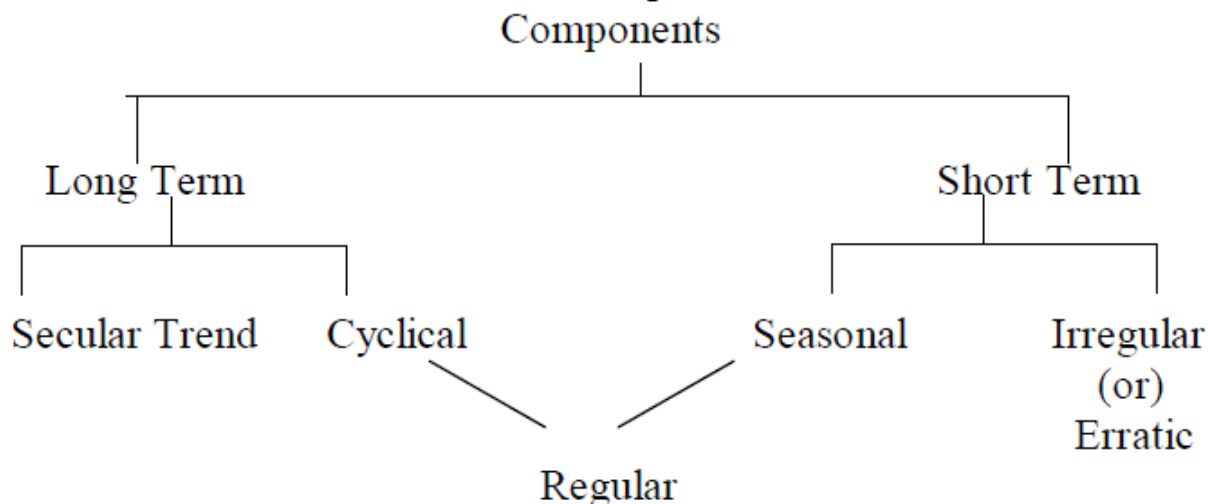 Components
Long Term
Short Term
Secular Trend
Cyclical
Seasonal
Irregular
(or)
Erratic
Regular